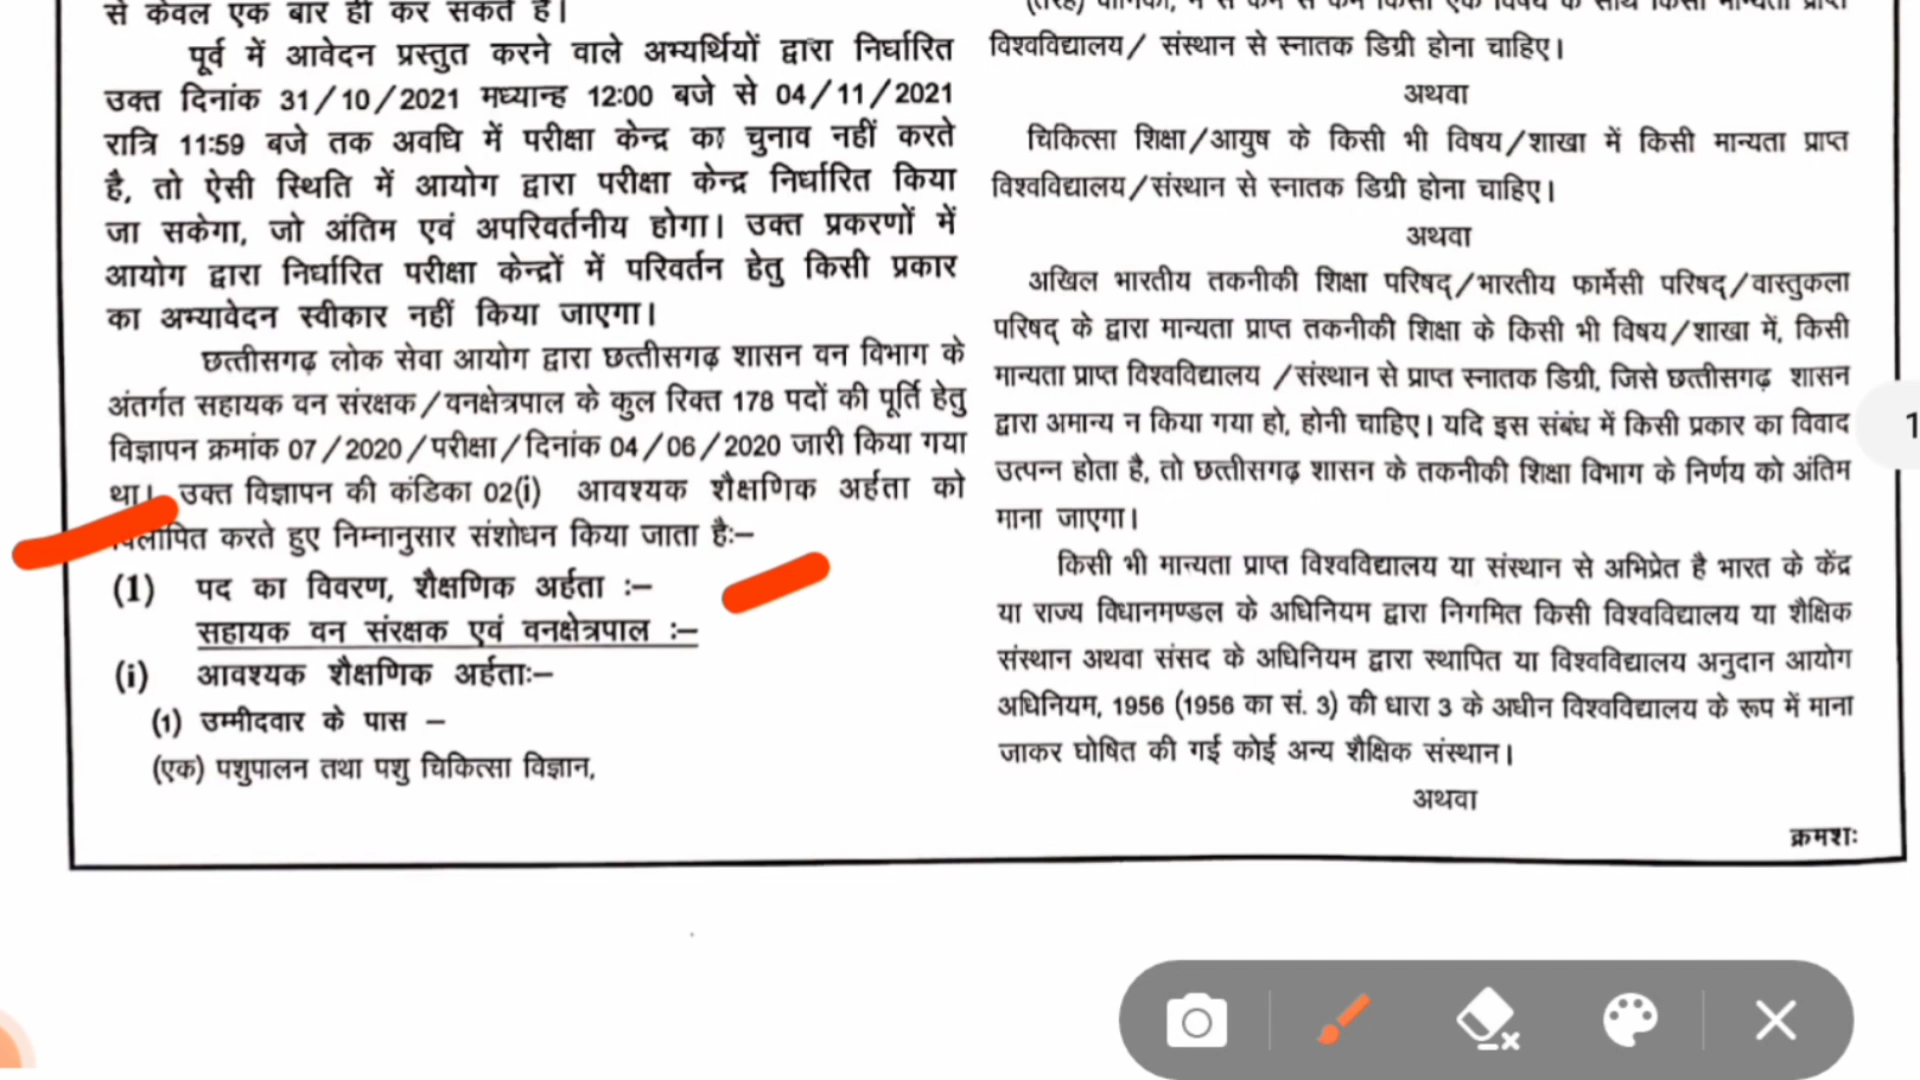 से केवल एक बार ही कर सकते हैं।
पूर्व में आवेदन प्रस्तुत करने वाले अभ्यर्थियों द्वारा निर्धारित
उक्त दिनांक 31/10/2021 मध्यान्ह 12:00 बजे से 04/11/2021
रात्रि 11:59 बजे तक अवधि में परीक्षा केन्द्र का चुनाव नहीं करते
है, तो ऐसी स्थिति में आयोग द्वारा परीक्षा केन्द्र निर्धारित किया
जा सकेगा, जो अंतिम एवं अपरिवर्तनीय होगा। उक्त प्रकरणों में
आयोग द्वारा निर्धारित परीक्षा केन्द्रों में परिवर्तन हेतु किसी प्रकार
का अभ्यावेदन स्वीकार नहीं किया जाएगा।
छत्तीसगढ़ लोक सेवा आयोग द्वारा छत्तीसगढ़ शासन वन विभाग के
अंतर्गत सहायक वन संरक्षक/वनक्षेत्रपाल के कुल रिक्त 178 पदों की पूर्ति हेतु
विज्ञापन क्रमांक 07/2020/परीक्षा/दिनांक 04/06/2020 जारी किया गया
था। उक्त विज्ञापन की कंडिका 02(i) आवश्यक शैक्षणिक अर्हता को
विलोपित करते हुए निम्नानुसार संशोधन किया जाता है:–
(1) पद का विवरण, शैक्षणिक अर्हता :–
सहायक वन संरक्षक एवं वनक्षेत्रपाल :–
(i) आवश्यक शैक्षणिक अर्हताः–
(1) उम्मीदवार के पास –
(एक) पशुपालन तथा पशु चिकित्सा विज्ञान,
विश्वविद्यालय/ संस्थान से स्नातक डिग्री होना चाहिए।
अथवा
चिकित्सा शिक्षा/आयुष के किसी भी विषय/शाखा में किसी मान्यता प्राप्त
विश्वविद्यालय/संस्थान से स्नातक डिग्री होना चाहिए।
अथवा
अखिल भारतीय तकनीकी शिक्षा परिषद्/भारतीय फार्मेसी परिषद्/वास्तुकला
परिषद् के द्वारा मान्यता प्राप्त तकनीकी शिक्षा के किसी भी विषय/शाखा में, किसी
मान्यता प्राप्त विश्वविद्यालय /संस्थान से प्राप्त स्नातक डिग्री, जिसे छत्तीसगढ़ शासन
द्वारा अमान्य न किया गया हो, होनी चाहिए। यदि इस संबंध में किसी प्रकार का विवाद
उत्पन्न होता है, तो छत्तीसगढ़ शासन के तकनीकी शिक्षा विभाग के निर्णय को अंतिम
माना जाएगा।
किसी भी मान्यता प्राप्त विश्वविद्यालय या संस्थान से अभिप्रेत है भारत के केंद्र
या राज्य विधानमण्डल के अधिनियम द्वारा निगमित किसी विश्वविद्यालय या शैक्षिक
संस्थान अथवा संसद के अधिनियम द्वारा स्थापित या विश्वविद्यालय अनुदान आयोग
अधिनियम, 1956 (1956 का सं. 3) की धारा 3 के अधीन विश्वविद्यालय के रूप में माना
जाकर घोषित की गई कोई अन्य शैक्षिक संस्थान।
अथवा
क्रमशः
1